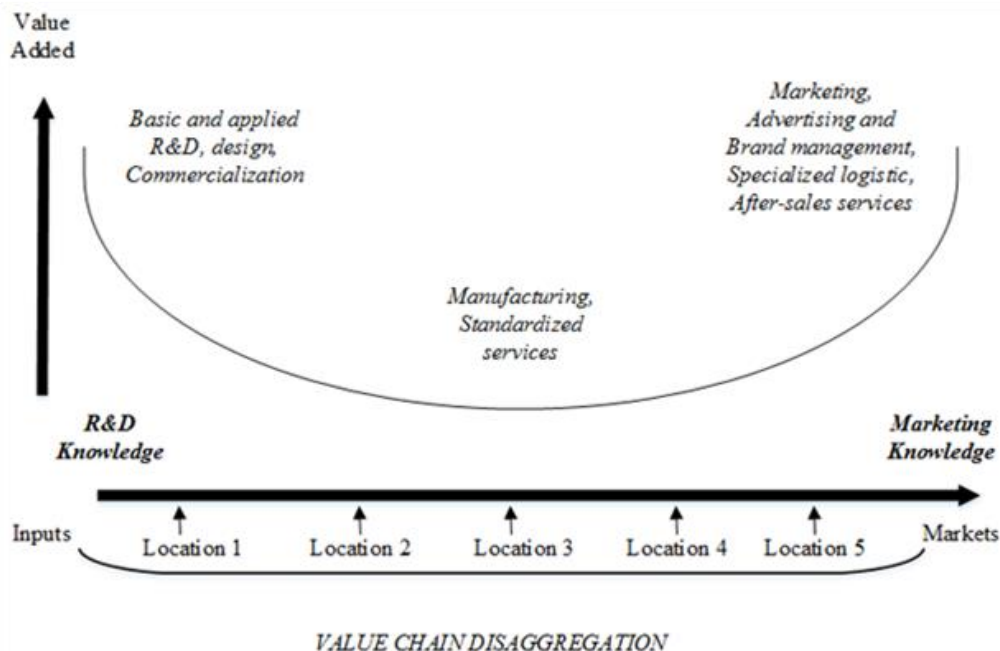 Value
Added
Basic and applied
R&D, design,
Commercialization
Marketing,
Advertising and
Brand management,
Specialized logistic,
After-sales services
Manufacturing,
Standardized
services
R&D
Knowledge
Marketing
Knowledge
Inputs
Location 1
Location 2
Location 3
Location 4
Location 5
Markets
VALUE CHAIN DISAGGREGATION